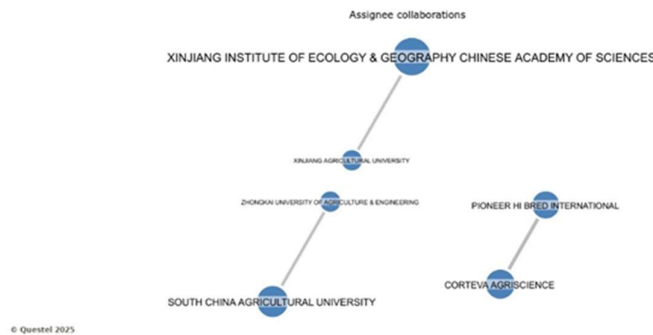 Assignee collaborations
XINJIANG INSTITUTE OF ECOLOGY & GEOGRAPHY CHINESE ACADEMY OF SCIENCES
XINJIANG AGRICULTURAL UNIVERSITY
ZHONGKAI UNIVERSITY OF AGRICULTURE & ENGINEERING
PIONEER HI BRED INTERNATIONAL
CORTEVA AGRISCIENCE
SOUTH CHINA AGRICULTURAL UNIVERSITY
© Questel 2025